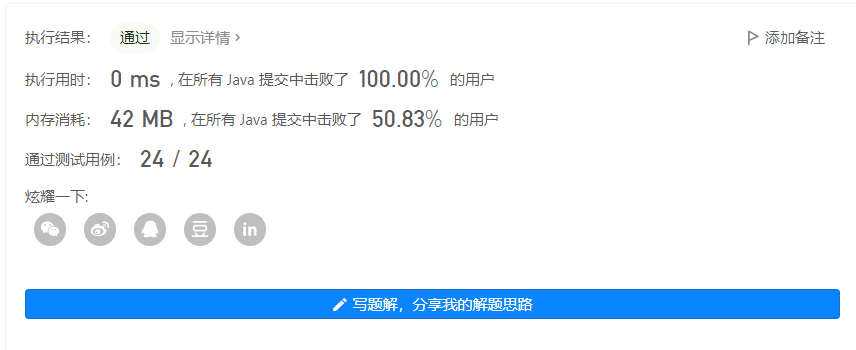 执行结果： 通过 显示详情 > 添加备注
执行用时： 0 ms , 在所有 Java 提交中击败了 100.00% 的用户
内存消耗： 42 MB , 在所有 Java 提交中击败了 50.83% 的用户
通过测试用例： 24 / 24
炫耀一下:
豆 in
写题解，分享我的解题思路